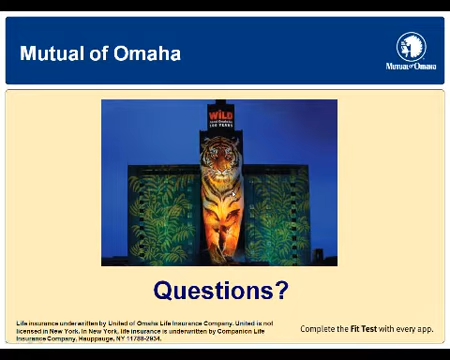 Mutual of Omaha
Mutual of Omaha
WILD
100 YEARS
Questions?
Life insurance underwritten by United of Omaha Life Insurance Company. United is not
licensed in New York. In New York, life insurance is underwritten by Companion Life
Insurance Company, Hauppauge, NY 11788-2934.
Complete the Fit Test with every app.